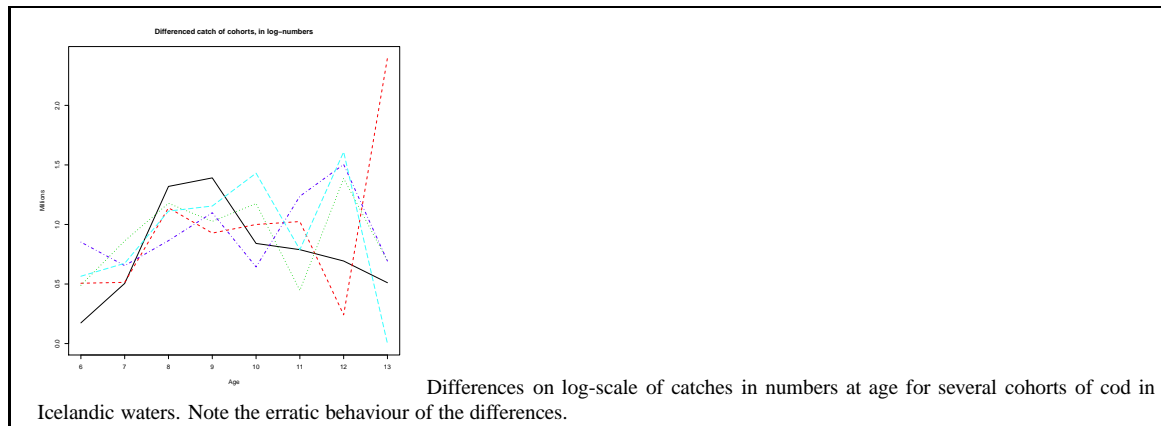 Differenced catch of cohorts, in log−numbers
Millions
2.0
1.5
1.0
0.5
0.0
6 7 8 9 10 11 12 13
Age
Differences on log-scale of catches in numbers at age for several cohorts of cod in
Icelandic waters. Note the erratic behaviour of the differences.